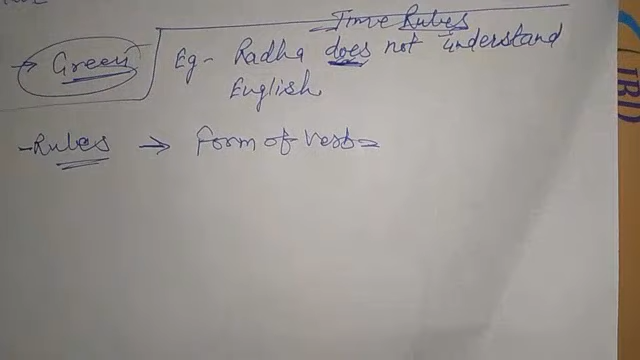 Time Rules
→ Green Eg- Radha does not understand
English
-Rules → Form of Verb=